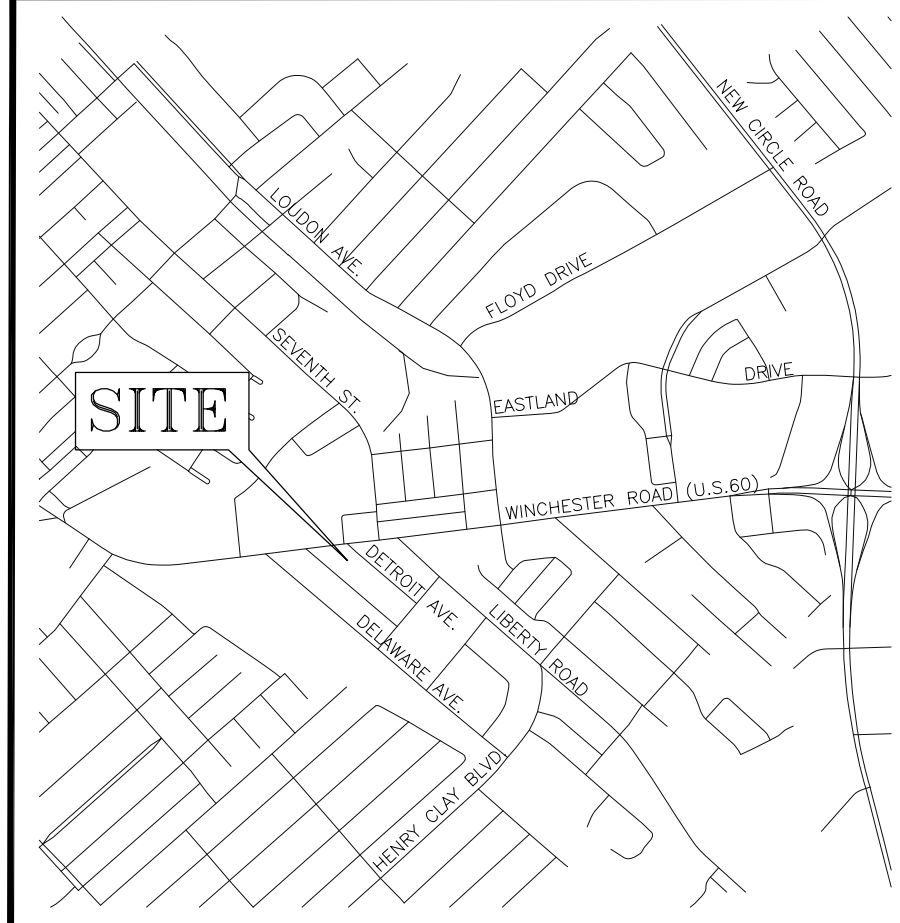 NEW CIRCLE ROAD
LOUDON AVE.
FLOYD DRIVE
SEVENTH ST.
EASTLAND
DRIVE
SITE
WINCHESTER ROAD (U.S.60)
DETROIT AVE.
LIBERTY ROAD
DELAWARE AVE.
HENRY CLAY BLVD